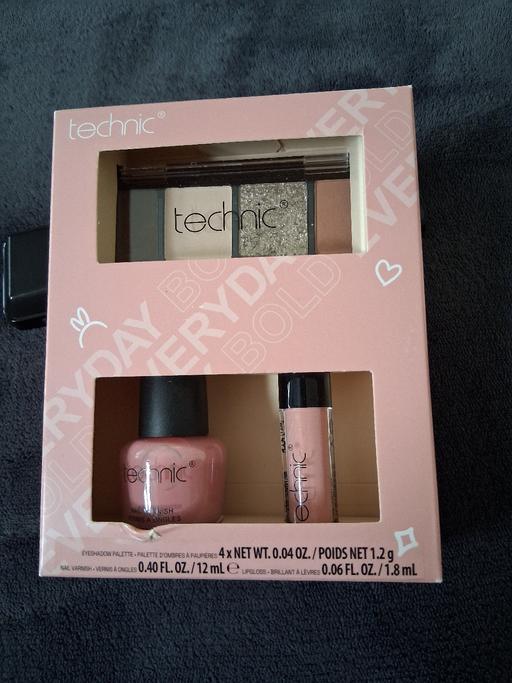 technic®
technic®
EVERYDAY BOLD EVERYDAY BOLD
technic®
technic®
EYESHADOW PALETTE • PALETTE D'OMBRES À PAUPIÈRES 4 x NET WT. 0.04 OZ. / POIDS NET 1.2 g
NAIL VARNISH • VERNIS À ONGLES 0.40 FL. OZ. / 12 mL ℮ LIPGLOSS • BRILLANT À LÈVRES 0.06 FL. OZ. / 1.8 mL